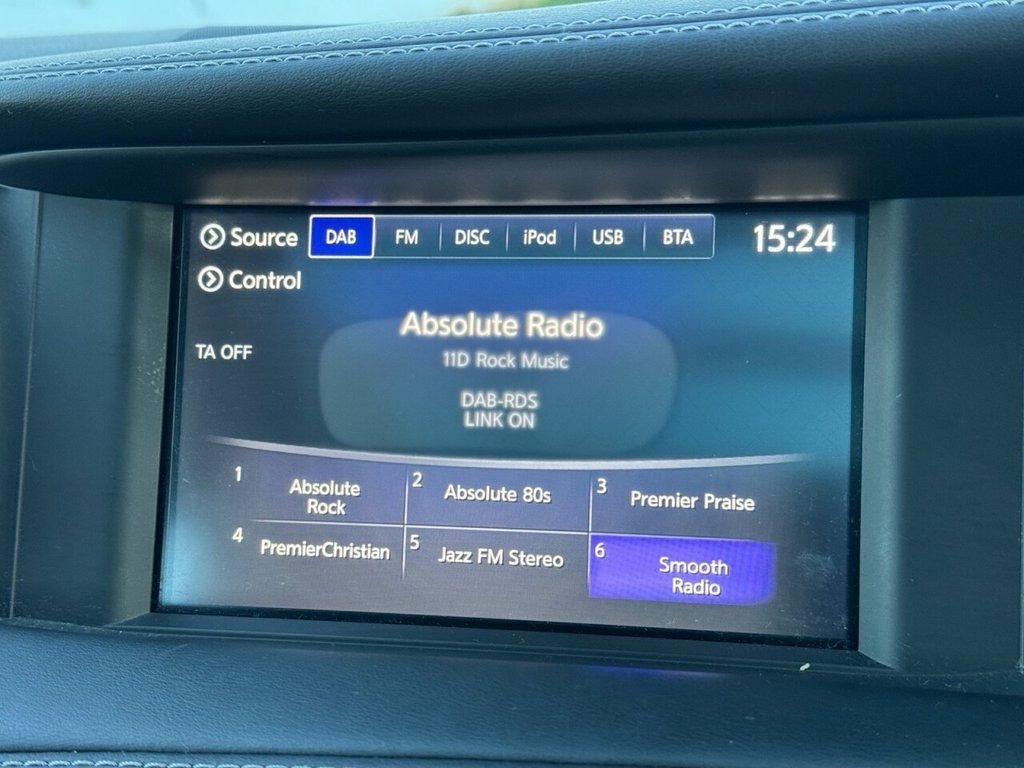 Source DAB FM DISC iPod USB BTA 15:24
Control
Absolute Radio
TA OFF
11D Rock Music
DAB-RDS
LINK ON
1 Absolute
Rock
2 Absolute 80s
3 Premier Praise
4 PremierChristian
5 Jazz FM Stereo
6 Smooth
Radio